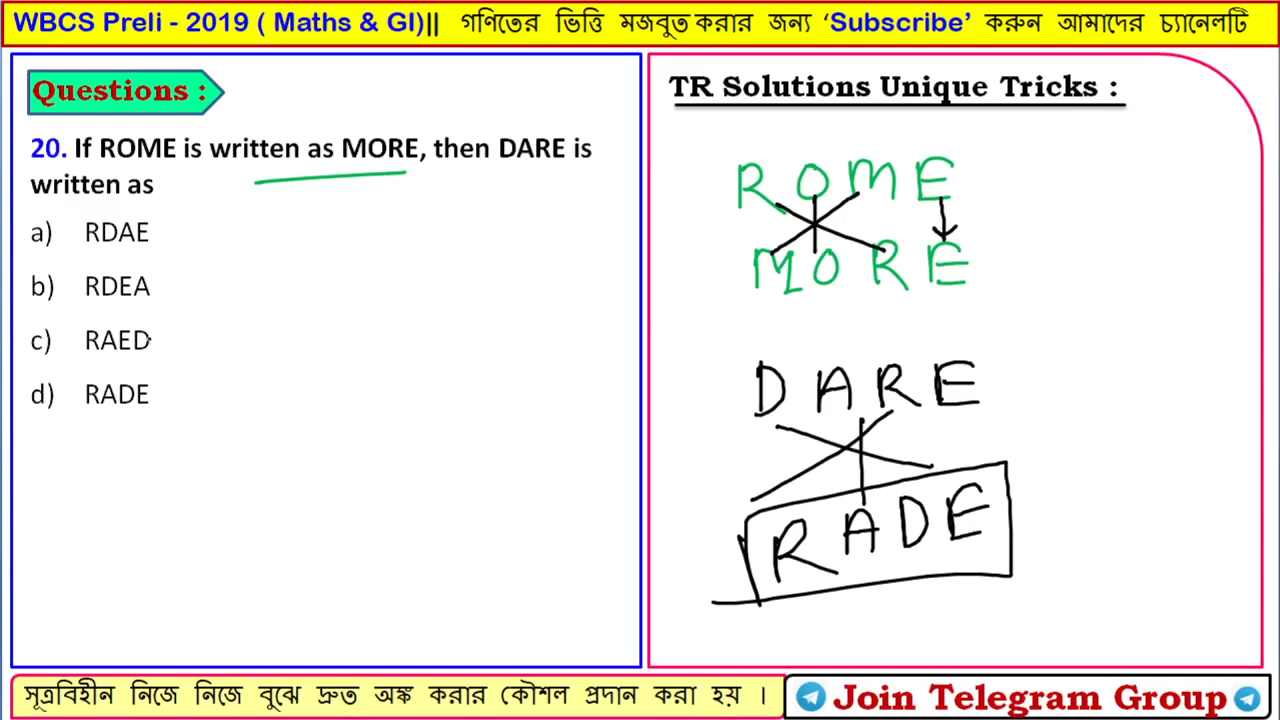 WBCS Preli - 2019 ( Maths & GI)|| গণিতের ভিত্তি মজবুত করার জন্য ‘Subscribe’ করুন আমাদের চ্যানেলটি
Questions :
20. If ROME is written as MORE, then DARE is
written as
a) RDAE
b) RDEA
c) RAED
d) RADE
TR Solutions Unique Tricks :
ROME
MORE
DARE
RADE
সূত্রবিহীন নিজে নিজে বুঝে দ্রুত অঙ্ক করার কৌশল প্রদান করা হয় ।
Join Telegram Group